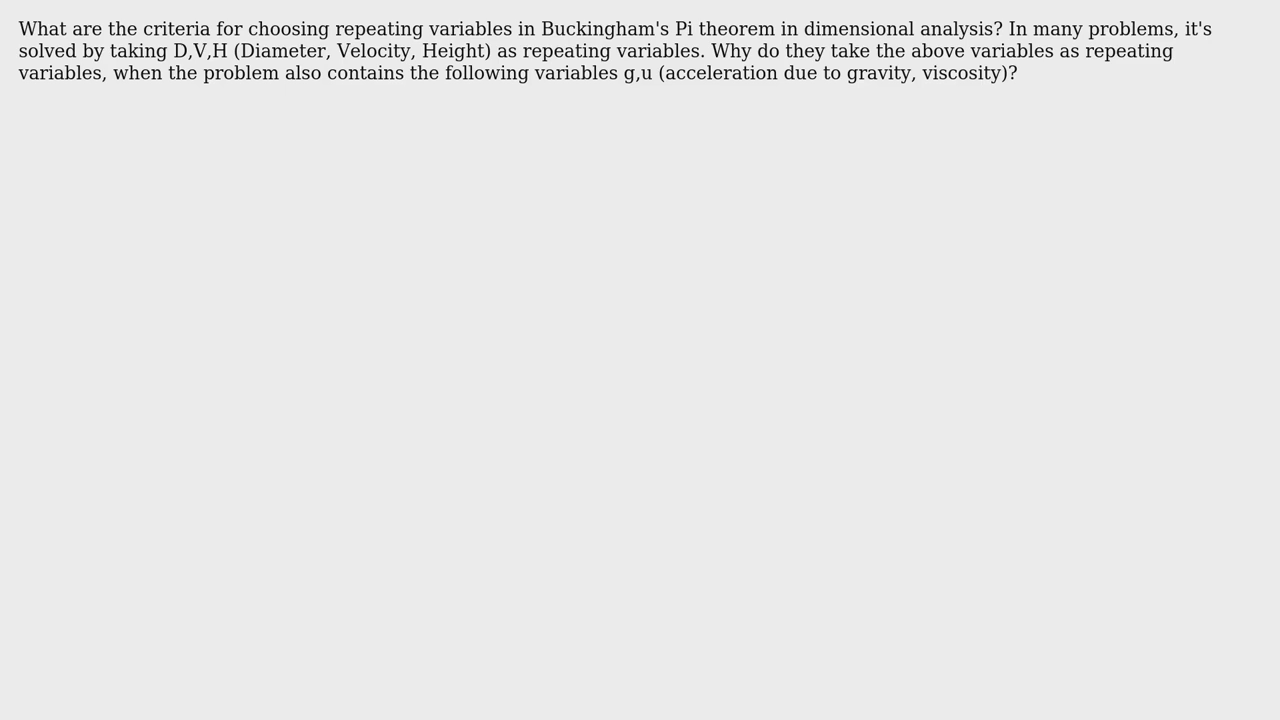 What are the criteria for choosing repeating variables in Buckingham's Pi theorem in dimensional analysis? In many problems, it's
solved by taking D,V,H (Diameter, Velocity, Height) as repeating variables. Why do they take the above variables as repeating
variables, when the problem also contains the following variables g,u (acceleration due to gravity, viscosity)?